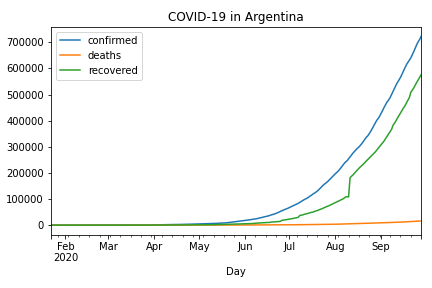 COVID-19 in Argentina
confirmed
deaths
recovered
700000
600000
500000
400000
300000
200000
100000
0
Feb Mar Apr May Jun Jul Aug Sep
2020
Day